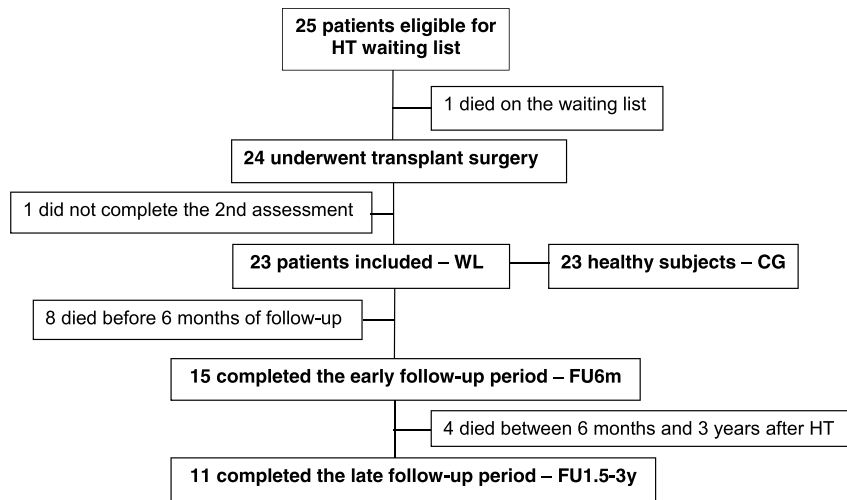 25 patients eligible for
HT waiting list
1 died on the waiting list
24 underwent transplant surgery
1 did not complete the 2nd assessment
23 patients included – WL
23 healthy subjects – CG
8 died before 6 months of follow-up
15 completed the early follow-up period – FU6m
4 died between 6 months and 3 years after HT
11 completed the late follow-up period – FU1.5-3y